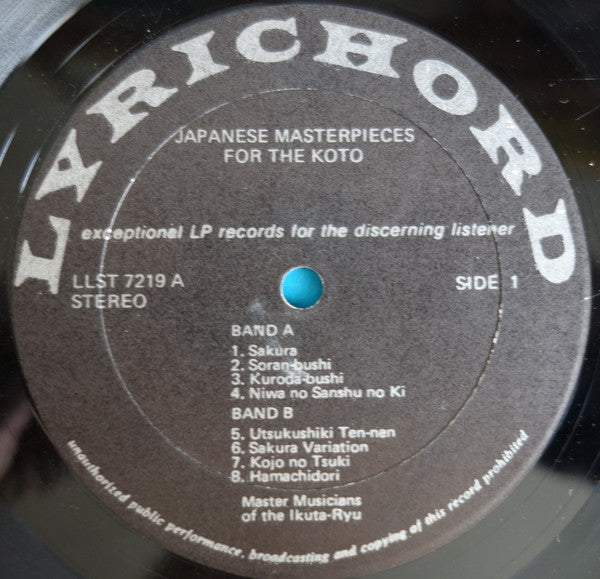 LYRICHORD
JAPANESE MASTERPIECES
FOR THE KOTO
exceptional LP records for the discerning listener
LLST 7219 A
STEREO
SIDE 1
BAND A
1. Sakura
2. Soran-bushi
3. Kuroda-bushi
4. Niwa no Sanshu no Ki
BAND B
5. Utsukushiki Ten-nen
6. Sakura Variation
7. Kojo no Tsuki
8. Hamachidori
Master Musicians
of the Ikuta-Ryu
unauthorized public performance, broadcasting and copying of this record prohibited